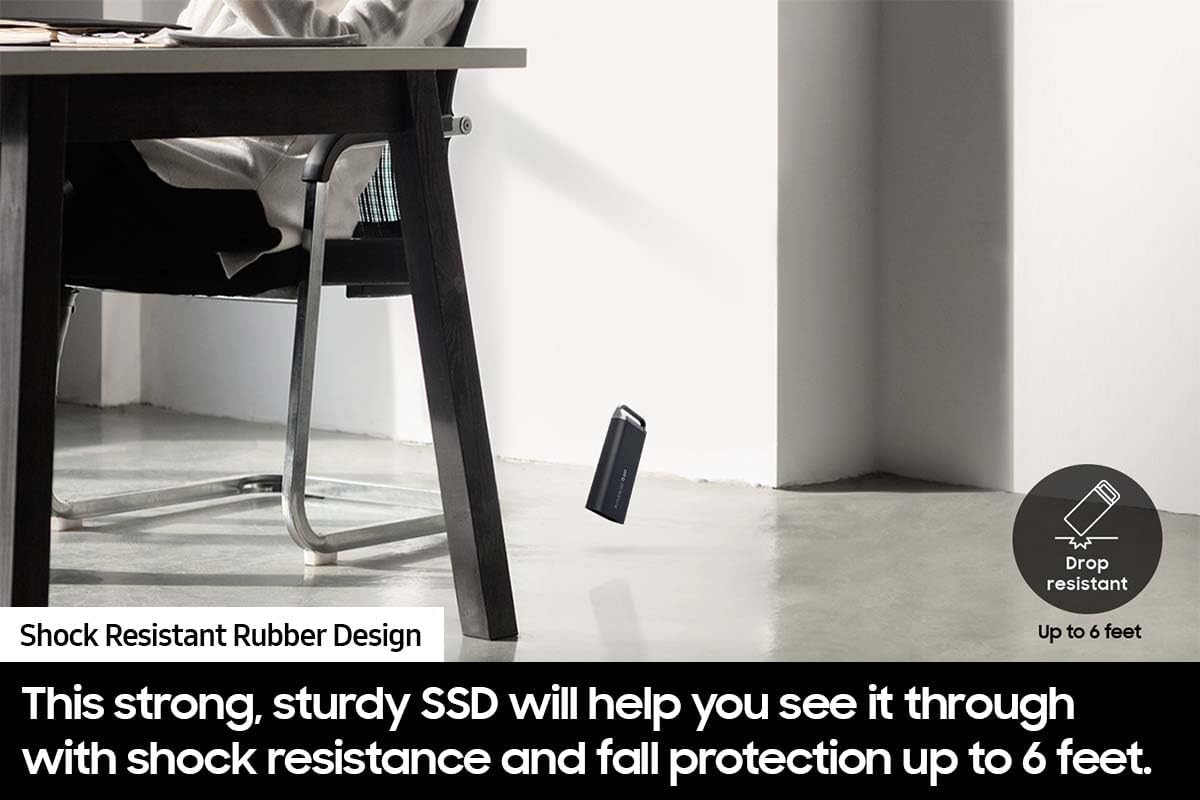 Drop
resistant
Up to 6 feet
Shock Resistant Rubber Design
This strong, sturdy SSD will help you see it through
with shock resistance and fall protection up to 6 feet.